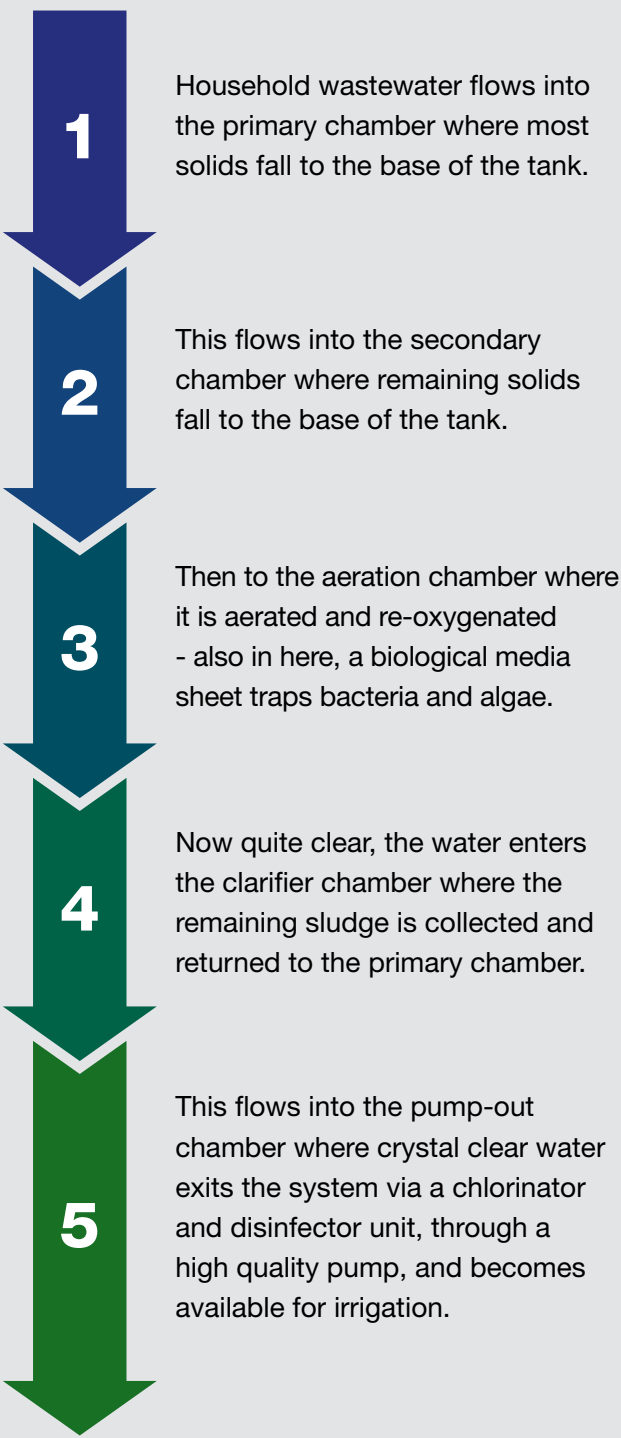 1
Household wastewater flows into
the primary chamber where most
solids fall to the base of the tank.
2
This flows into the secondary
chamber where remaining solids
fall to the base of the tank.
3
Then to the aeration chamber where
it is aerated and re-oxygenated
- also in here, a biological media
sheet traps bacteria and algae.
4
Now quite clear, the water enters
the clarifier chamber where the
remaining sludge is collected and
returned to the primary chamber.
5
This flows into the pump-out
chamber where crystal clear water
exits the system via a chlorinator
and disinfector unit, through a
high quality pump, and becomes
available for irrigation.